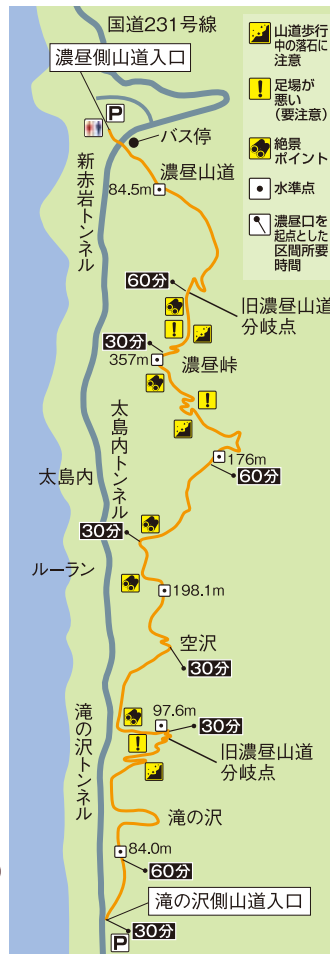 国道231号線
濃昼側山道入口
P
バス停
新赤岩トンネル
濃昼山道
84.5m
60分
旧濃昼山道
分岐点
30分
357m
濃昼峠
太島内トンネル
太島内
176m
60分
30分
ルーラン
198.1m
空沢
30分
97.6m
30分
旧濃昼山道
分岐点
滝の沢トンネル
滝の沢
84.0m
60分
滝の沢側山道入口
30分
P
山道歩行
中の落石に
注意
足場が
悪い
(要注意)
絶景
ポイント
水準点
濃昼口を
起点とした
区間所要
時間